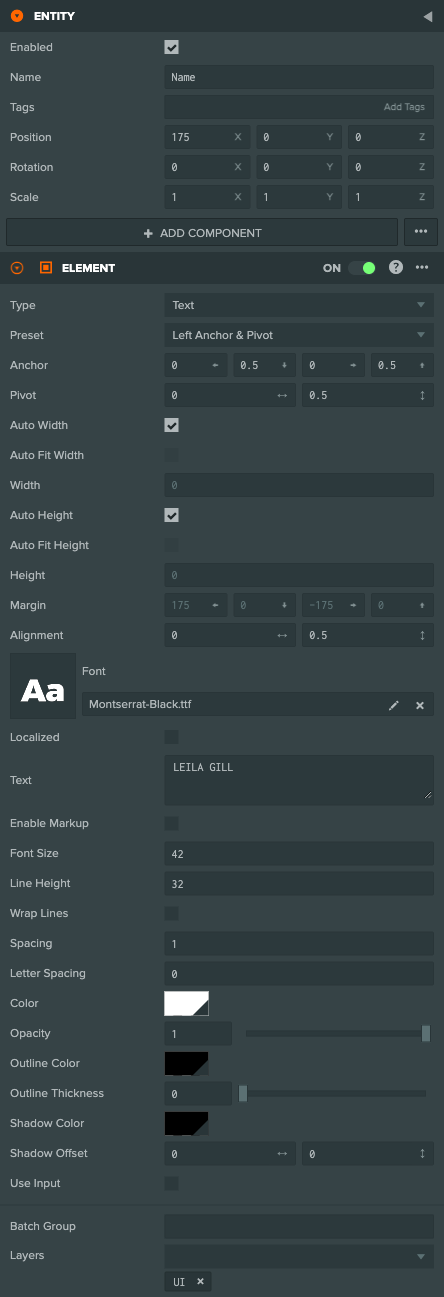 ENTITY
Enabled
Name Name
Tags Add Tags
Position 175 X 0 Y 0 Z
Rotation 0 X 0 Y 0 Z
Scale 1 X 1 Y 1 Z
+ ADD COMPONENT •••
ELEMENT ON ? •••
Type Text
Preset Left Anchor & Pivot
Anchor 0 ← 0.5 ↓ 0 → 0.5 ↑
Pivot 0 ↔ 0.5 ↕
Auto Width
Auto Fit Width
Width 0
Auto Height
Auto Fit Height
Height 0
Margin 175 ← 0 ↓ -175 → 0 ↑
Alignment 0 ↔ 0.5 ↕
Aa Font
Montserrat-Black.ttf
Localized
Text LEILA GILL
Enable Markup
Font Size 42
Line Height 32
Wrap Lines
Spacing 1
Letter Spacing 0
Color
Opacity 1
Outline Color
Outline Thickness 0
Shadow Color
Shadow Offset 0 ↔ 0 ↕
Use Input
Batch Group
Layers
UI ×